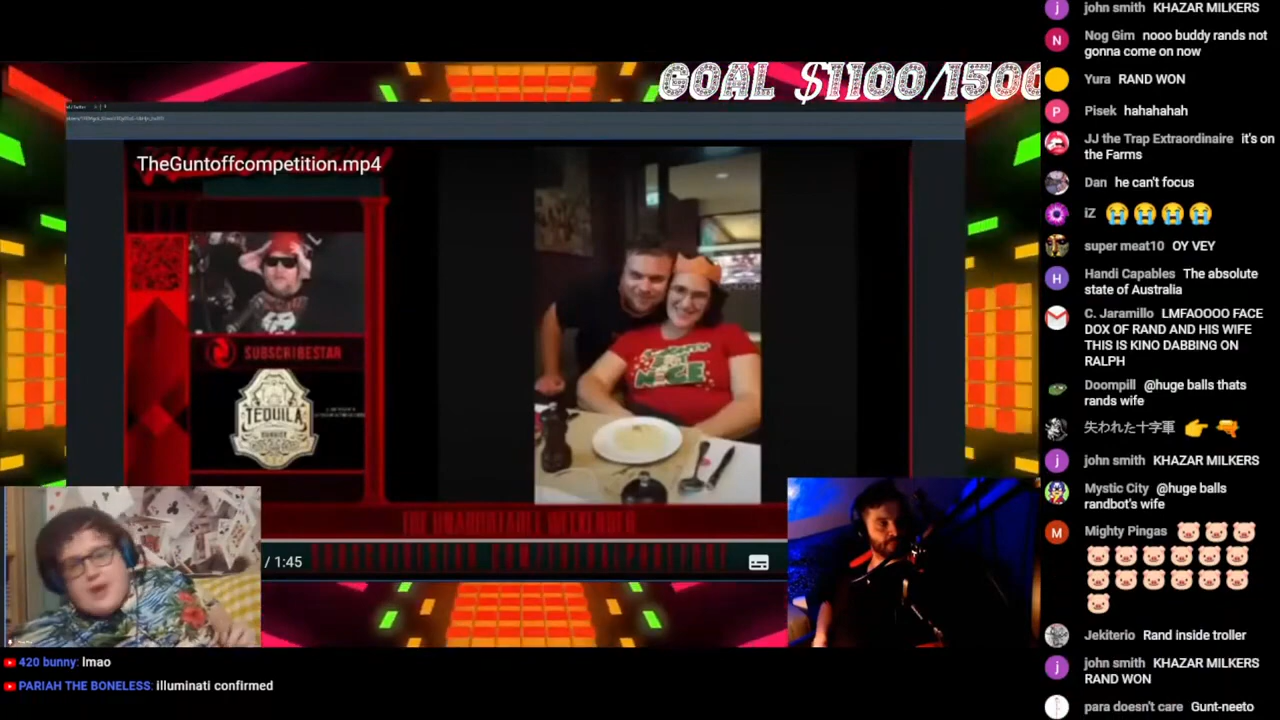 GOAL $1100/1500
TheGuntoffcompetition.mp4
SUBSCRIBESTAR
TEQUILA
NICE
/ 1:45
420 bunny: lmao
PARIAH THE BONELESS: illuminati confirmed
john smith KHAZAR MILKERS
Nog Gim nooo buddy rands not
gonna come on now
Yura RAND WON
Pisek hahahahah
JJ the Trap Extraordinaire it's on
the Farms
Dan he can't focus
iZ 😭😭😭😭
super meat10 OY VEY
Handi Capables The absolute
state of Australia
C. Jaramillo LMFAOOOO FACE
DOX OF RAND AND HIS WIFE
THIS IS KINO DABBING ON
RALPH
Doompill @huge balls thats
rands wife
失われた十字軍 👉 🔫
john smith KHAZAR MILKERS
Mystic City @huge balls
randbot's wife
Mighty Pingas 🐷🐷🐷
🐷🐷🐷🐷🐷🐷
🐷🐷🐷🐷🐷🐷
🐷
Jekiterio Rand inside troller
john smith KHAZAR MILKERS
RAND WON
para doesn't care Gunt-neeto